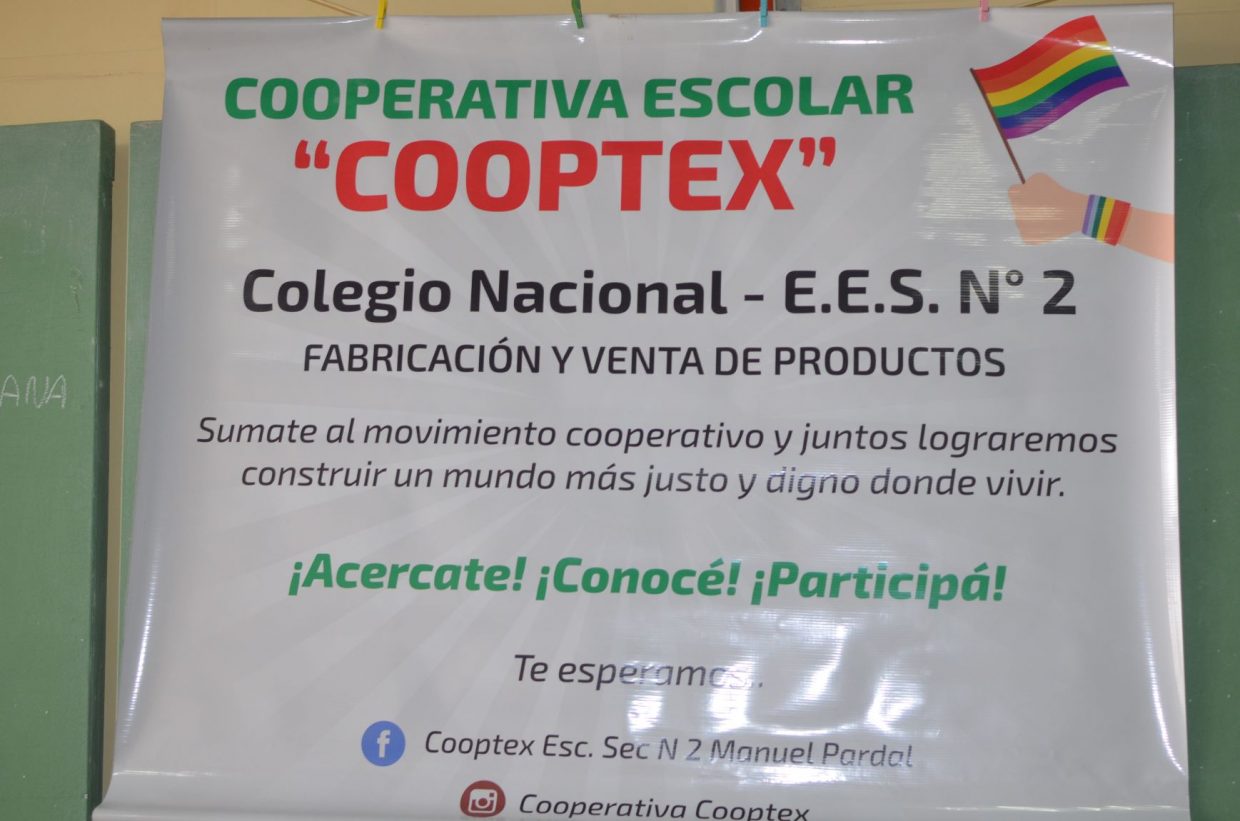 COOPERATIVA ESCOLAR
“COOPTEX”
Colegio Nacional - E.E.S. N° 2
FABRICACIÓN Y VENTA DE PRODUCTOS
ANA
Sumate al movimiento cooperativo y juntos lograremos
construir un mundo más justo y digno donde vivir.
¡Acercate! ¡Conocé! ¡Participá!
Te esperamos..
Cooptex Esc. Sec N 2 Manuel Pardal
Cooperativa Cooptex